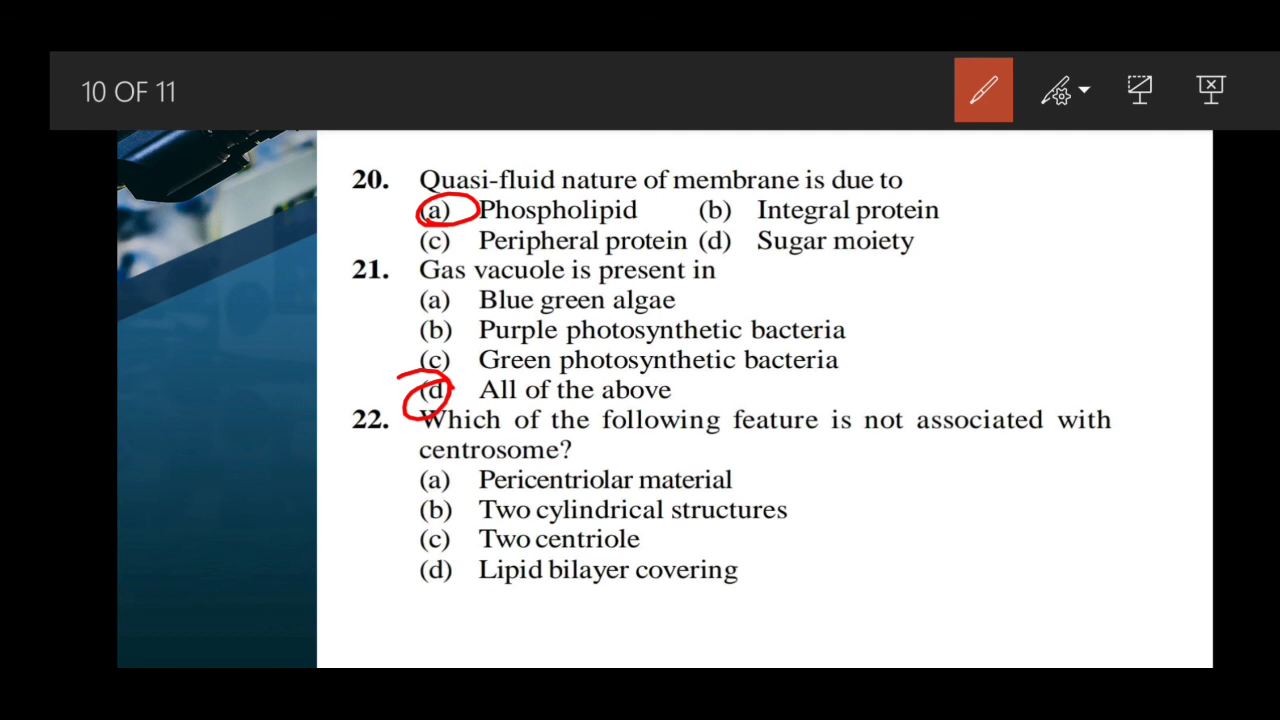 10 OF 11
20. Quasi-fluid nature of membrane is due to
(a) Phospholipid (b) Integral protein
(c) Peripheral protein (d) Sugar moiety
21. Gas vacuole is present in
(a) Blue green algae
(b) Purple photosynthetic bacteria
(c) Green photosynthetic bacteria
(d) All of the above
22. Which of the following feature is not associated with
centrosome?
(a) Pericentriolar material
(b) Two cylindrical structures
(c) Two centriole
(d) Lipid bilayer covering